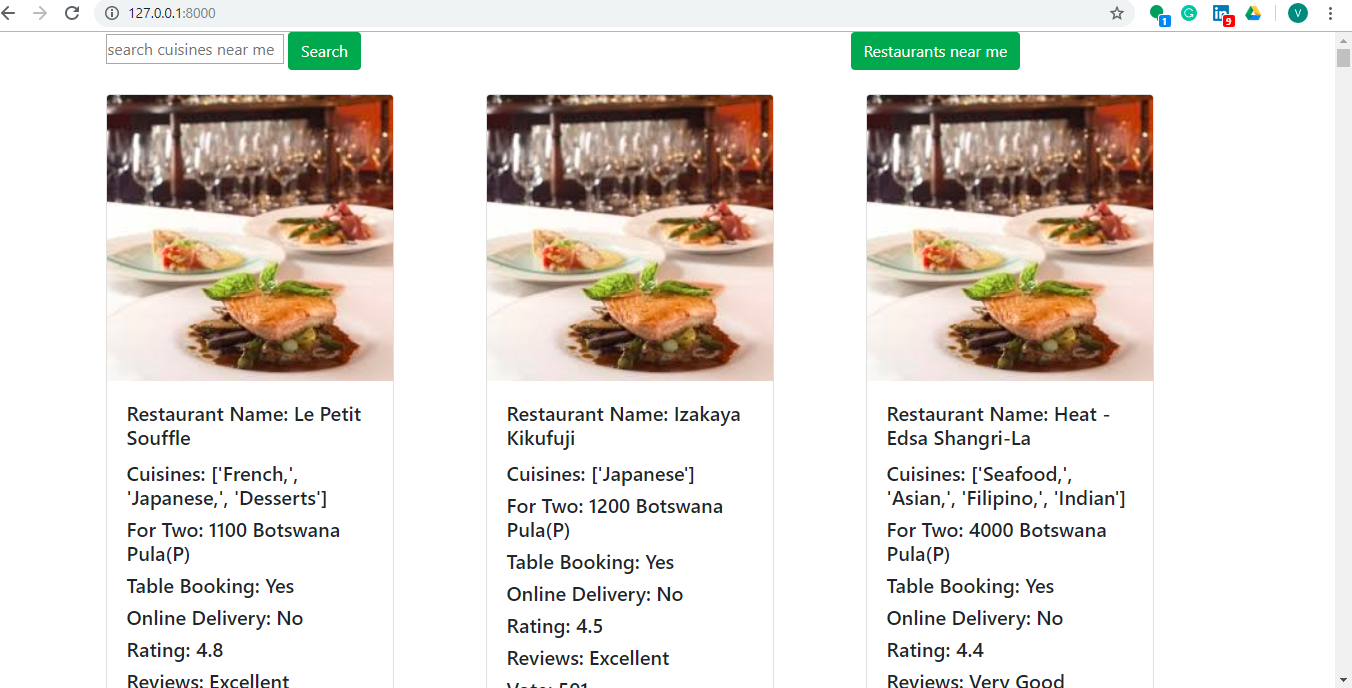 127.0.0.1:8000
1
9
V
search cuisines near me
Search
Restaurants near me
Restaurant Name: Le Petit
Souffle
Cuisines: ['French,',
'Japanese,', 'Desserts']
For Two: 1100 Botswana
Pula(P)
Table Booking: Yes
Online Delivery: No
Rating: 4.8
Reviews: Excellent
Restaurant Name: Izakaya
Kikufuji
Cuisines: ['Japanese']
For Two: 1200 Botswana
Pula(P)
Table Booking: Yes
Online Delivery: No
Rating: 4.5
Reviews: Excellent
Restaurant Name: Heat -
Edsa Shangri-La
Cuisines: ['Seafood,',
'Asian,', 'Filipino,', 'Indian']
For Two: 4000 Botswana
Pula(P)
Table Booking: Yes
Online Delivery: No
Rating: 4.4
Reviews: Very Good